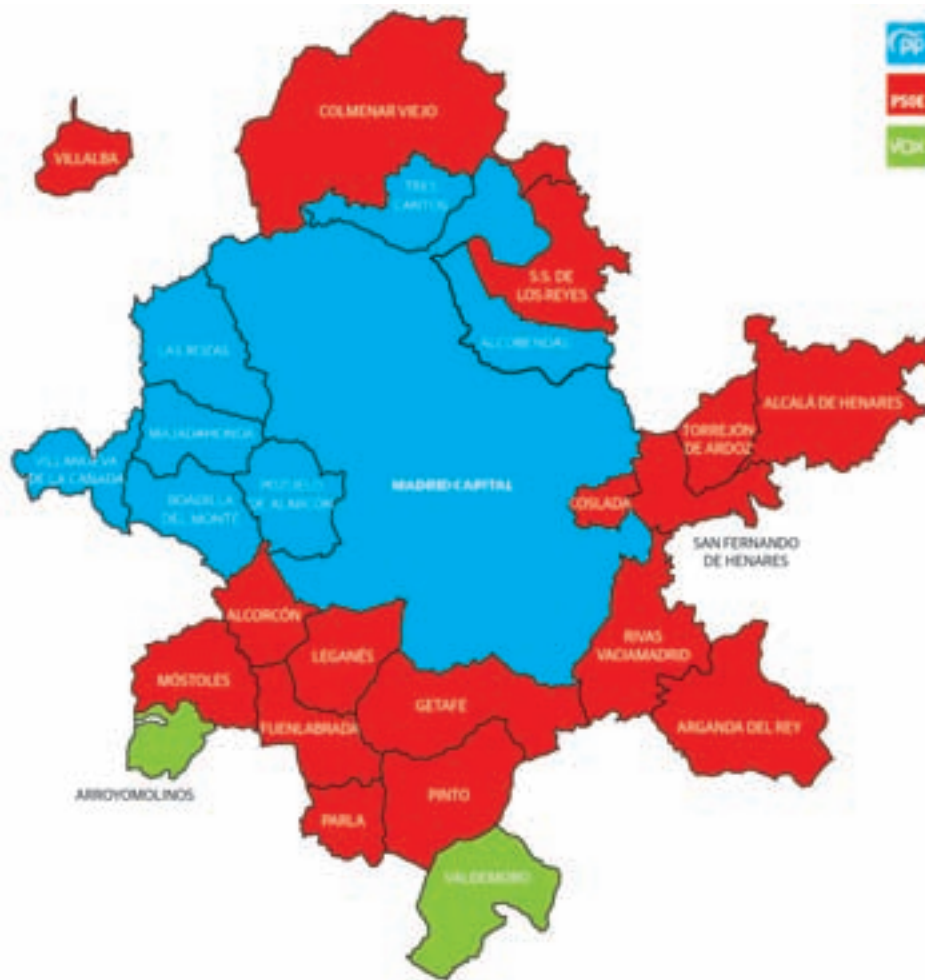 PP
PSOE
VOX
COLMENAR VIEJO
VILLALBA
TRES
CANTOS
S.S. DE
LOS REYES
ALCOBENDAS
LAS ROZAS
ALCALÁ DE HENARES
TORREJÓN
DE ARDOZ
MAJADAHONDA
VILLANUEVA
DE LA CAÑADA
POZUELO
DE ALARCÓN
MADRID CAPITAL
BOADILLA
DEL MONTE
COSLADA
SAN FERNANDO
DE HENARES
ALCORCÓN
LEGANÉS
RIVAS
VACIAMADRID
MÓSTOLES
GETAFE
FUENLABRADA
ARGANDA DEL REY
ARROYOMOLINOS
PINTO
PARLA
VALDEMORO